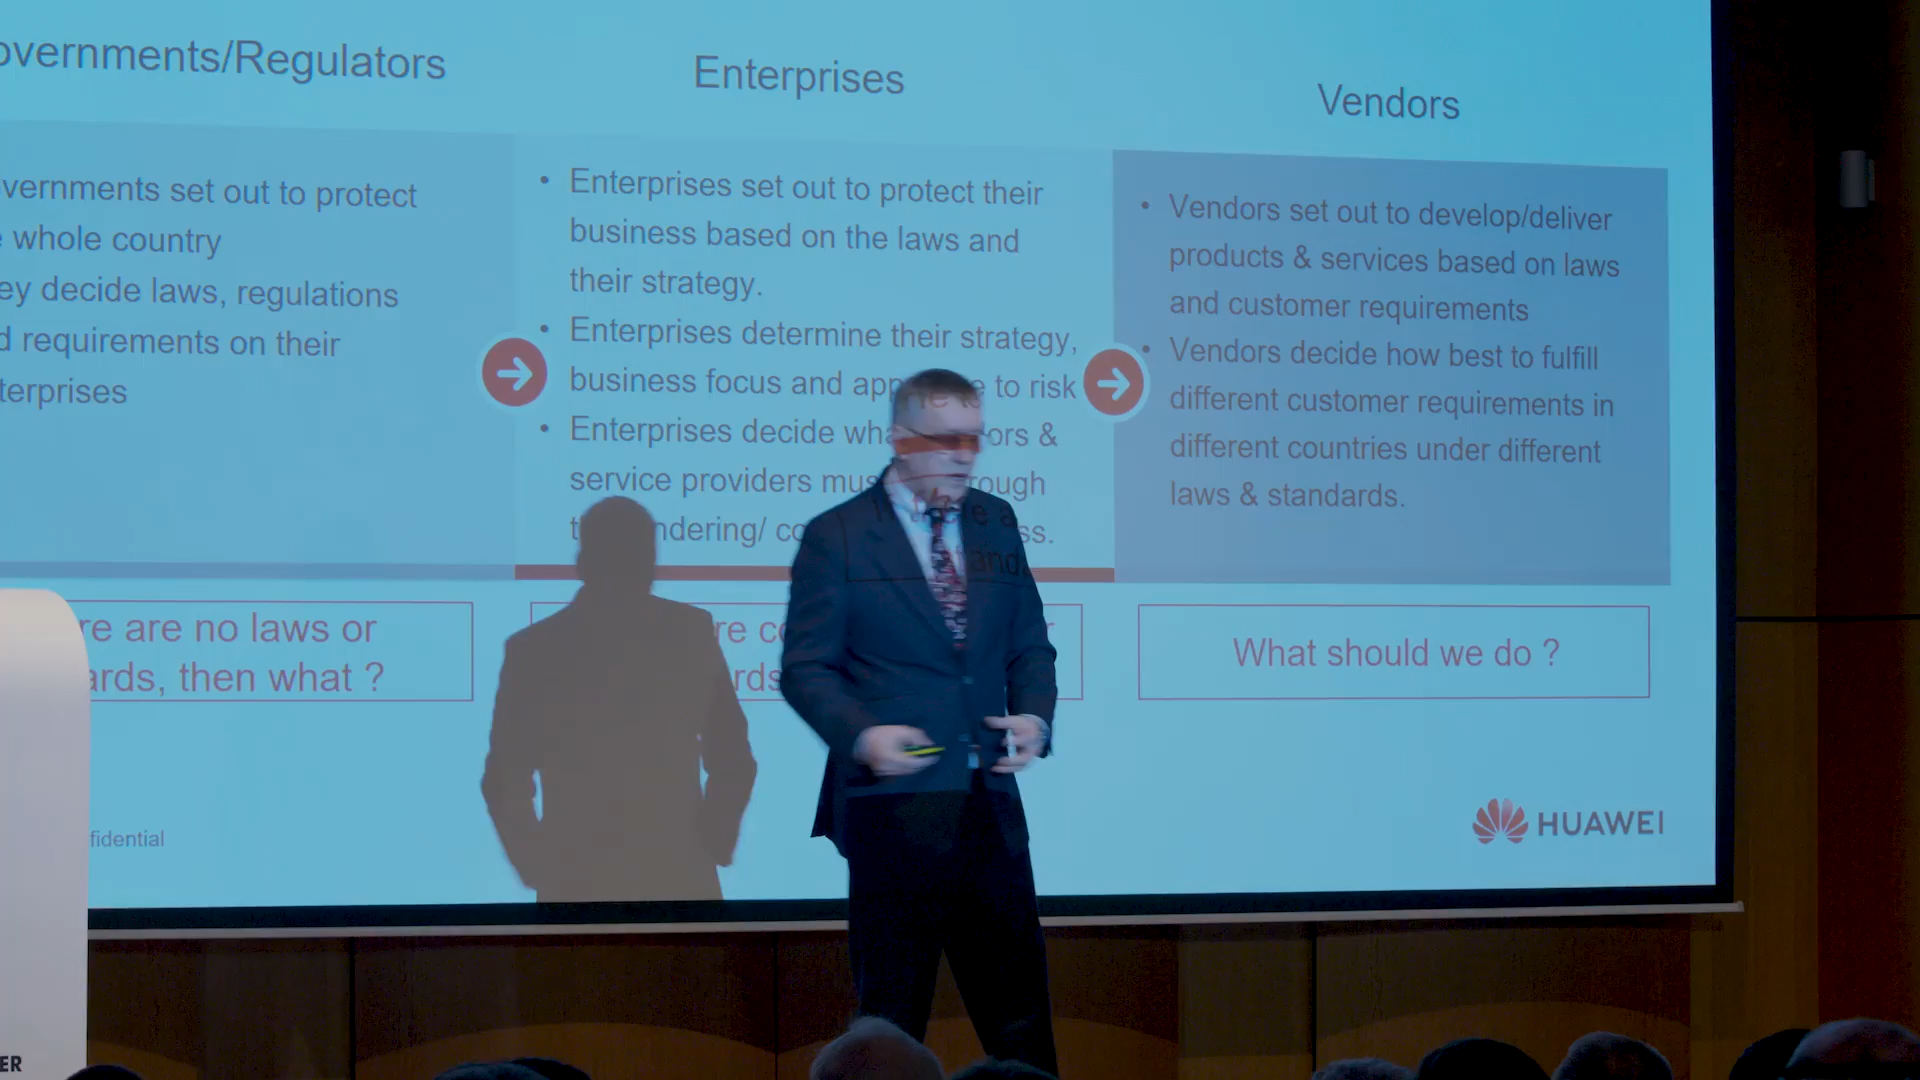 overnments/Regulators
Enterprises
Vendors
vernments set out to protect
whole country
ey decide laws, regulations
d requirements on their
terprises
• Enterprises set out to protect their
business based on the laws and
their strategy.
• Enterprises determine their strategy,
business focus and app to risk
• Enterprises decide wha ors &
service providers mus rough
ndering/ co ss.
• Vendors set out to develop/deliver
products & services based on laws
and customer requirements
• Vendors decide how best to fulfill
different customer requirements in
different countries under different
laws & standards.
re are no laws or
ards, then what ?
re co
rds
What should we do ?
fidential
HUAWEI
ER